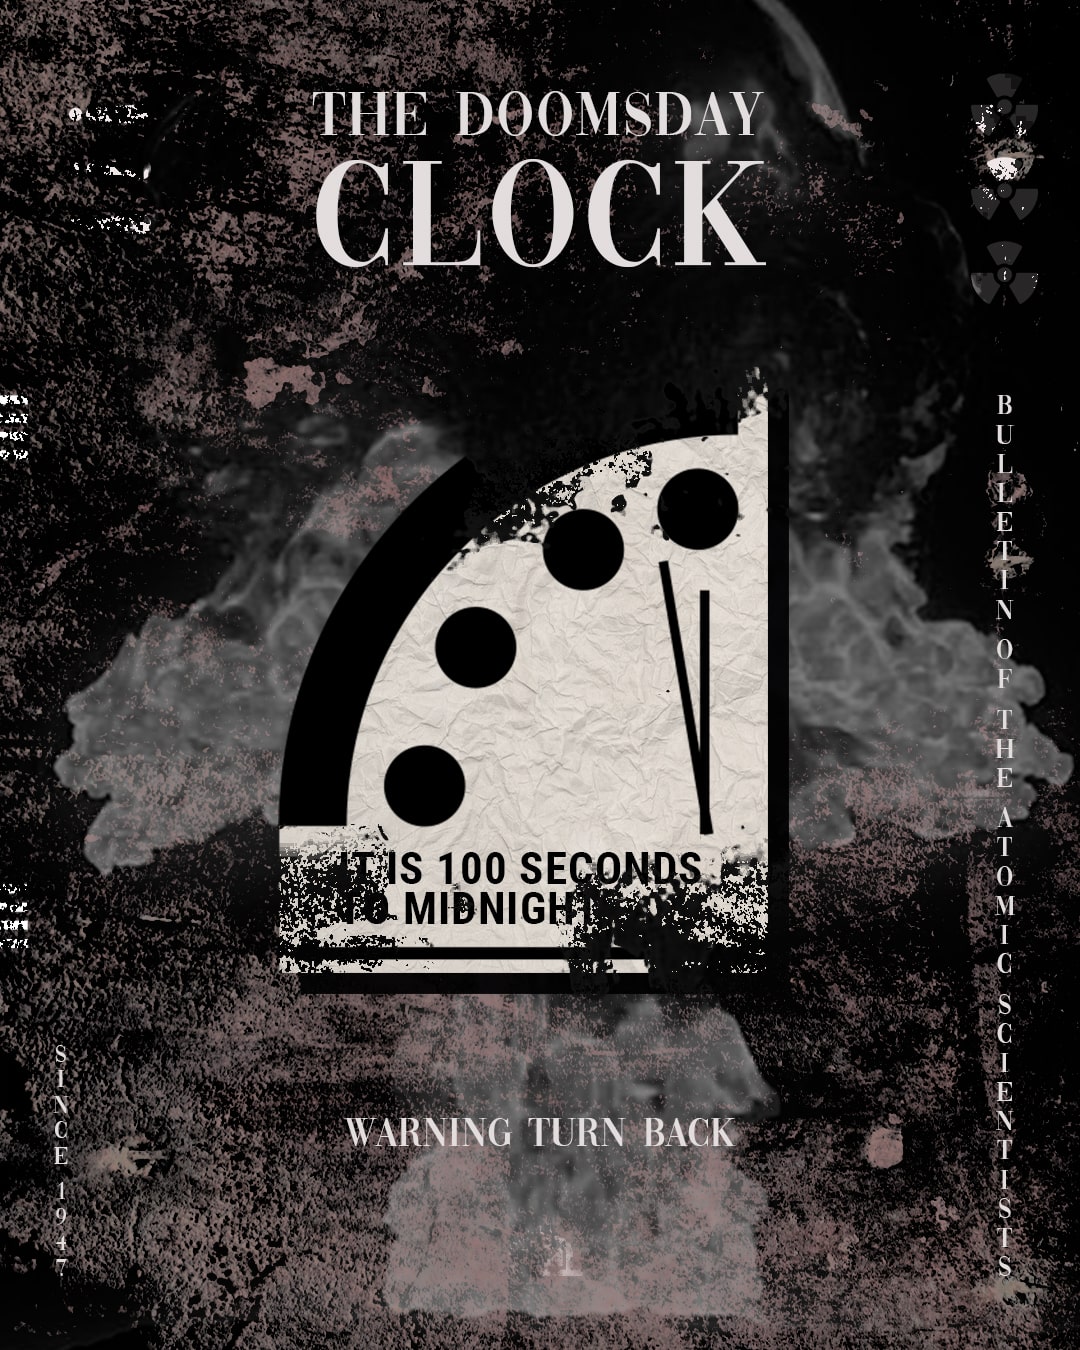 THE DOOMSDAY
CLOCK
BULLETIN OF THE ATOMIC SCIENTISTS
IT IS 100 SECONDS
TO MIDNIGHT
SINCE 1947
WARNING TURN BACK